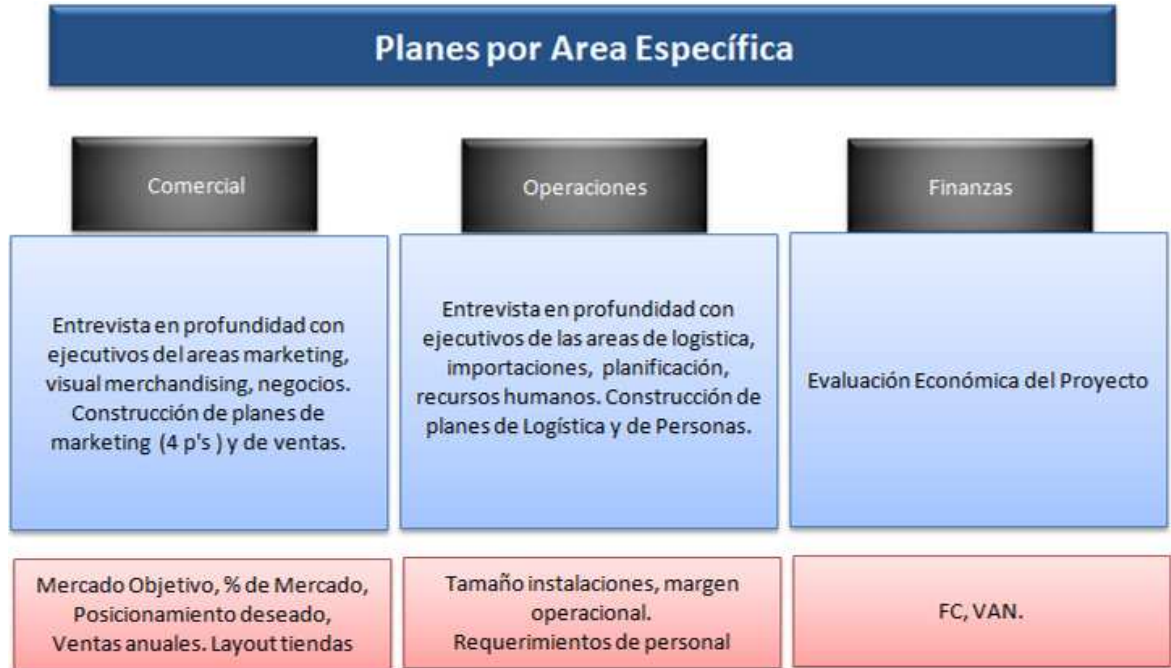 Planes por Area Específica
Comercial
Operaciones
Finanzas
Entrevista en profundidad con
ejecutivos del areas marketing,
visual merchandising, negocios.
Construcción de planes de
marketing (4 p's ) y de ventas.
Entrevista en profundidad con
ejecutivos de las areas de logistica,
importaciones, planificación,
recursos humanos. Construcción de
planes de Logística y de Personas.
Evaluación Económica del Proyecto
Mercado Objetivo, % de Mercado,
Posicionamiento deseado,
Ventas anuales. Layout tiendas
Tamaño instalaciones, margen
operacional.
Requerimientos de personal
FC, VAN.